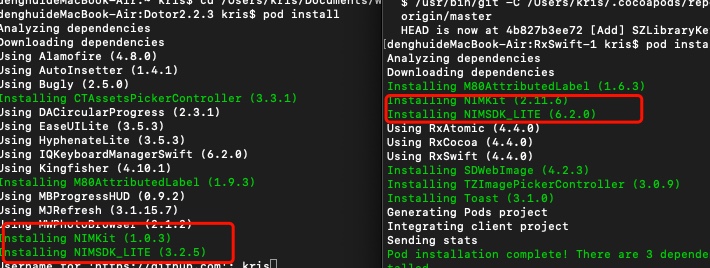 denghuideMacBook-Air:~ kris$ cd /Users/kris/Documents/W
denghuideMacBook-Air:Dotor2.2.3 kris$ pod install
Analyzing dependencies
Downloading dependencies
Using Alamofire (4.8.0)
Using AutoInsetter (1.4.1)
Using Bugly (2.5.0)
Installing CTAssetsPickerController (3.3.1)
Using DACircularProgress (2.3.1)
Using EaseUILite (3.5.3)
Using HyphenateLite (3.5.3)
Using IQKeyboardManagerSwift (6.2.0)
Using Kingfisher (4.10.1)
Installing M80AttributedLabel (1.9.3)
Using MBProgressHUD (0.9.2)
Using MJRefresh (3.1.15.7)
Using MWPhotoBrowser (2.1.2)
Installing NIMKit (1.0.3)
Installing NIMSDK_LITE (3.2.5)
Username for 'https://github.com': kris
$ /usr/bin/git -C /Users/kris/.cocoapods/repo
origin/master
HEAD is now at 4b827b3ee72 [Add] SZLibraryKe
[denghuideMacBook-Air:RxSwift-1 kris$ pod insta
Analyzing dependencies
Downloading dependencies
Installing M80AttributedLabel (1.6.3)
Installing NIMKit (2.11.6)
Installing NIMSDK_LITE (6.2.0)
Using RxAtomic (4.4.0)
Using RxCocoa (4.4.0)
Using RxSwift (4.4.0)
Installing SDWebImage (4.2.3)
Installing TZImagePickerController (3.0.9)
Installing Toast (3.1.0)
Generating Pods project
Integrating client project
Sending stats
Pod installation complete! There are 3 depende